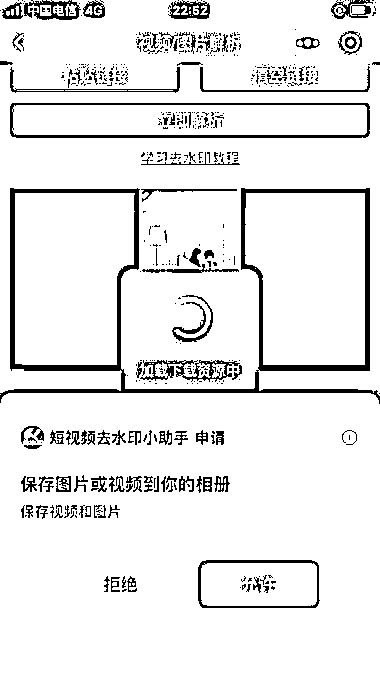 中国电信 4G 22:52
视频/图片解析
粘贴链接 清空链接
立即解析
学习去水印教程
加载下载资源中
短视频去水印小助手 申请
保存图片或视频到你的相册
保存视频和图片
拒绝